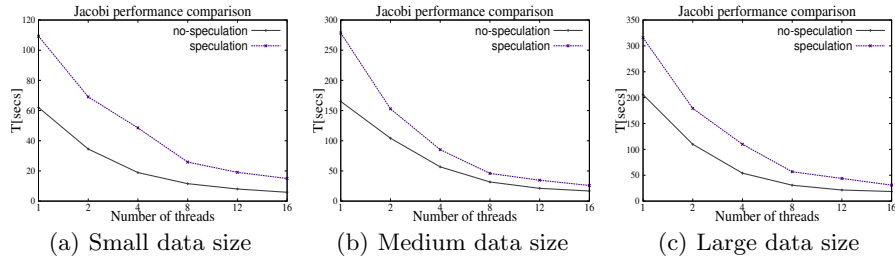 Jacobi performance comparison
no-speculation
speculation
T[secs]
120
100
80
60
40
20
0
1 2 4 8 12 16
Number of threads
(a) Small data size
Jacobi performance comparison
no-speculation
speculation
T[secs]
300
250
200
150
100
50
0
1 2 4 8 12 16
Number of threads
(b) Medium data size
Jacobi performance comparison
no-speculation
speculation
T[secs]
350
300
250
200
150
100
50
0
1 2 4 8 12 16
Number of threads
(c) Large data size